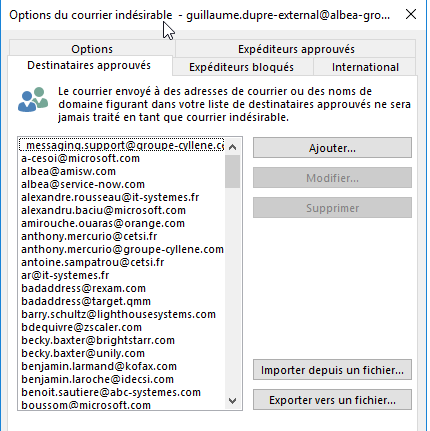 Options du courrier indésirable - guillaume.dupre-external@albea-gro...
Options
Expéditeurs approuvés
Destinataires approuvés
Expéditeurs bloqués
International
Le courrier envoyé à des adresses de courrier ou des noms de
domaine figurant dans votre liste de destinataires approuvés ne sera
jamais traité en tant que courrier indésirable.
_messaging.support@groupe-cyllene.co
a-cesoi@microsoft.com
albea@amisw.com
albea@service-now.com
alexandre.rousseau@it-systemes.fr
alexandru.baciu@microsoft.com
amirouche.ouaras@orange.com
anthony.mercurio@cetsi.fr
anthony.mercurio@groupe-cyllene.com
antoine.sampatrou@cetsi.fr
ar@it-systemes.fr
badaddress@rexam.com
badaddress@target.qmm
barry.schultz@lighthousesystems.com
bdequivre@zscaler.com
becky.baxter@brightstarr.com
becky.baxter@unily.com
benjamin.larmand@kofax.com
benjamin.laroche@idecsi.com
benoit.sautiere@abc-systemes.com
boussom@microsoft.com
Ajouter...
Modifier...
Supprimer
Importer depuis un fichier...
Exporter vers un fichier...